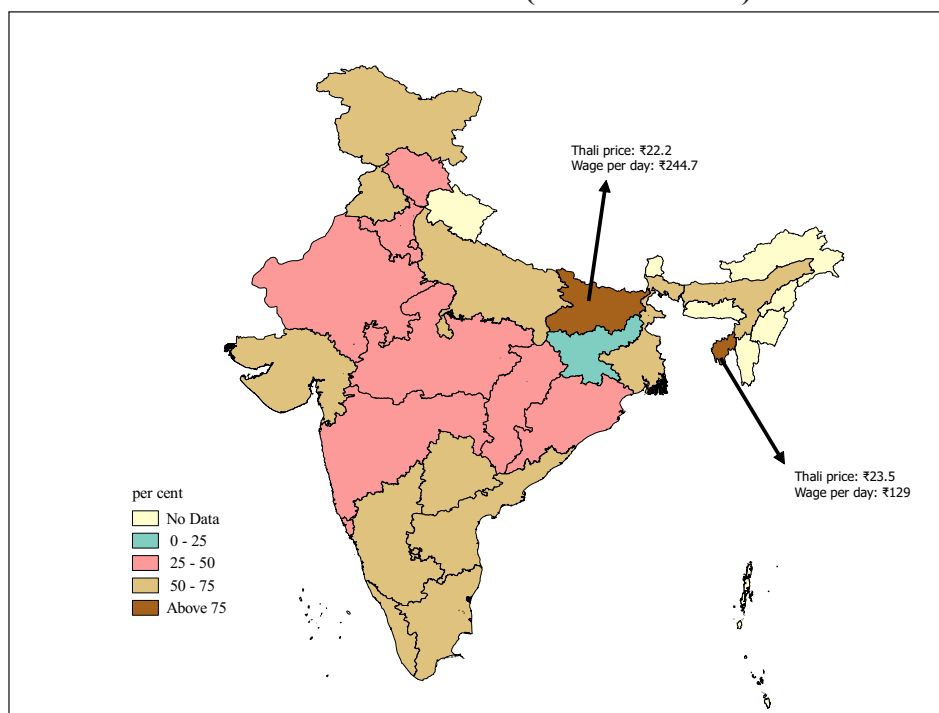 Thali price: ₹22.2
Wage per day: ₹244.7
Thali price: ₹23.5
Wage per day: ₹129
per cent
No Data
0 - 25
25 - 50
50 - 75
Above 75